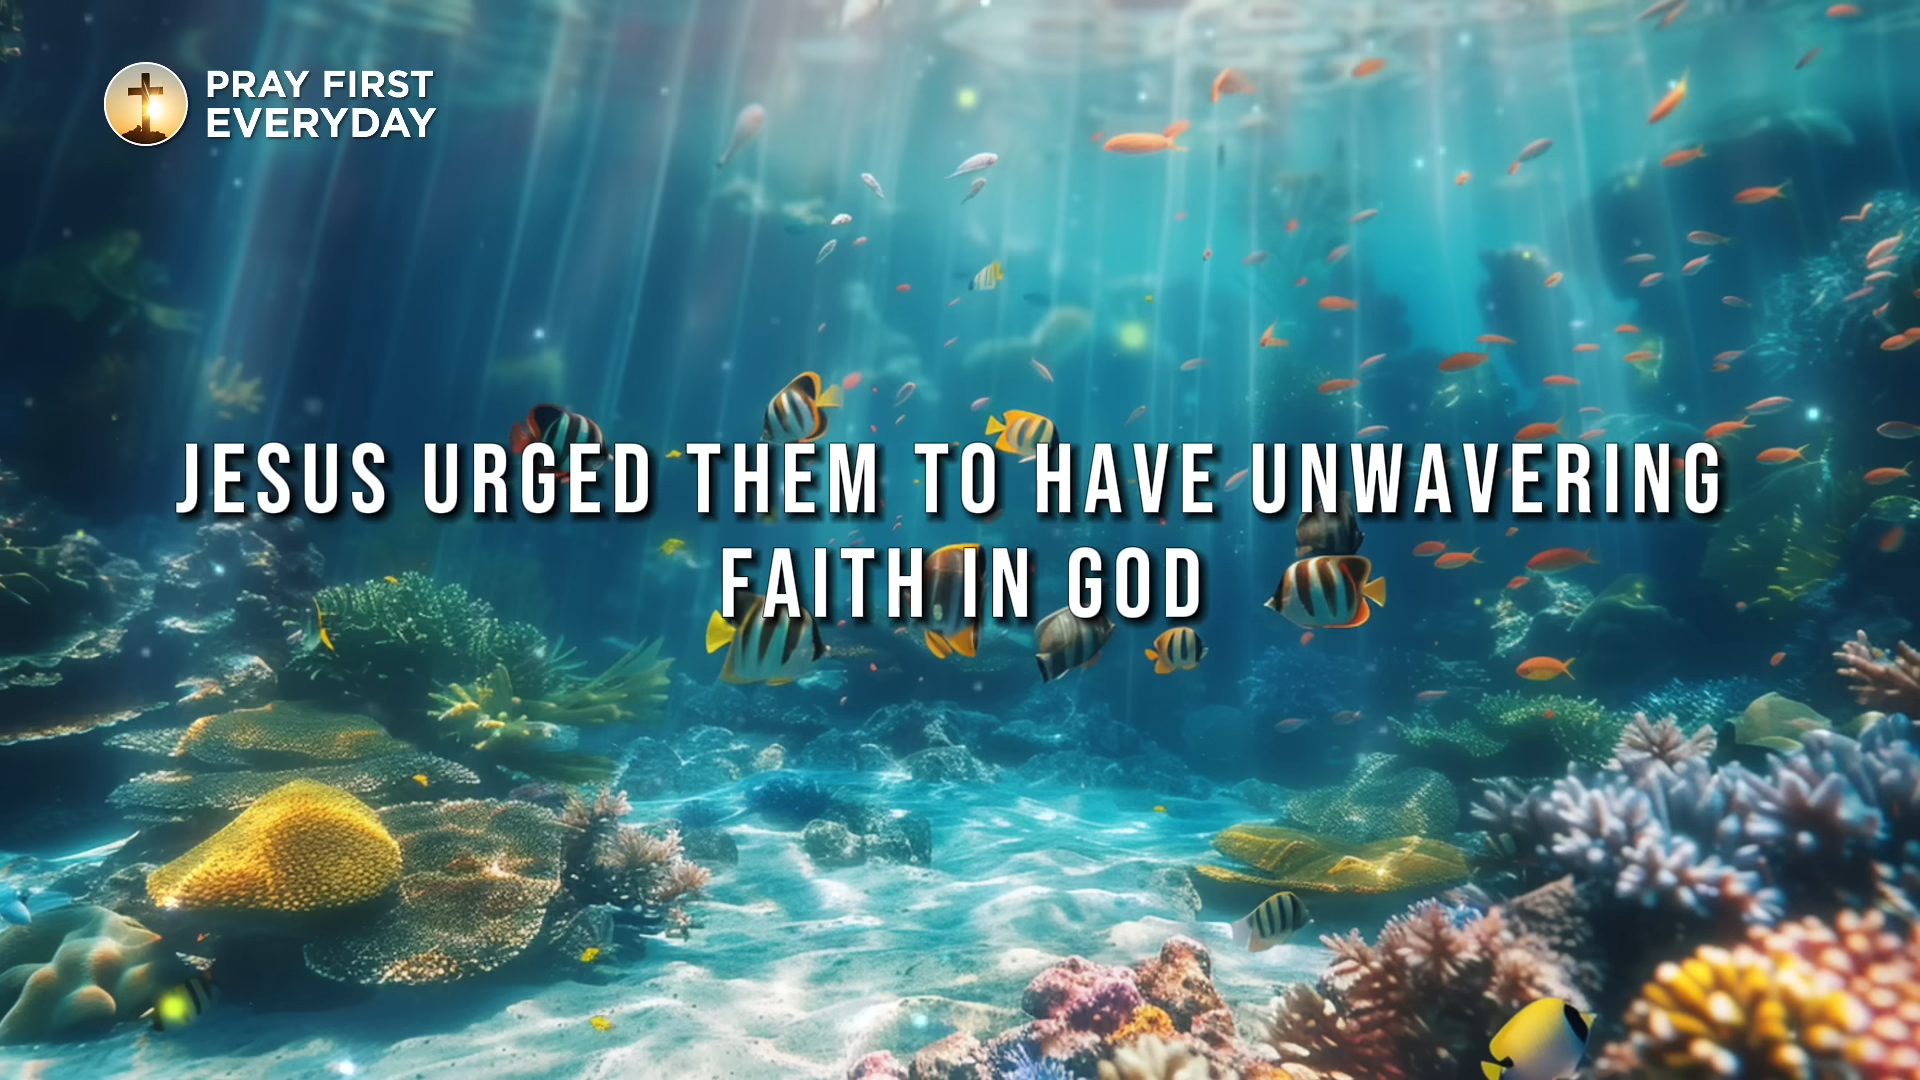 PRAY FIRST
EVERYDAY
JESUS URGED THEM TO HAVE UNWAVERING
FAITH IN GOD